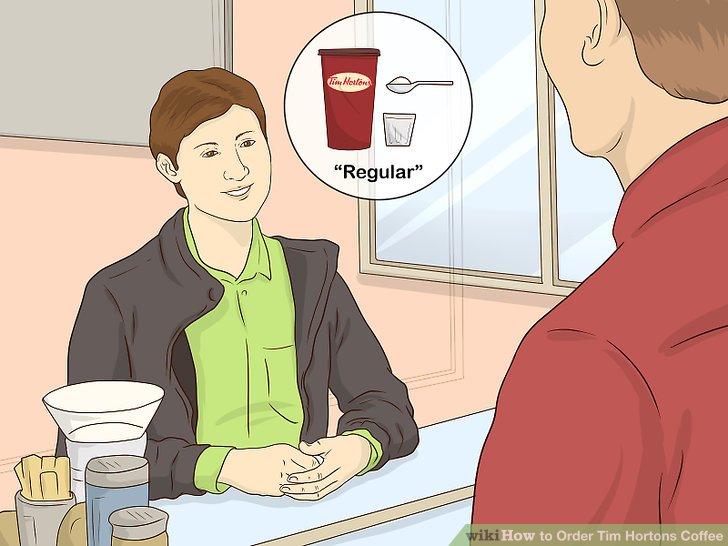 Tim Hortons
“Regular”
wikiHow to Order Tim Hortons Coffee